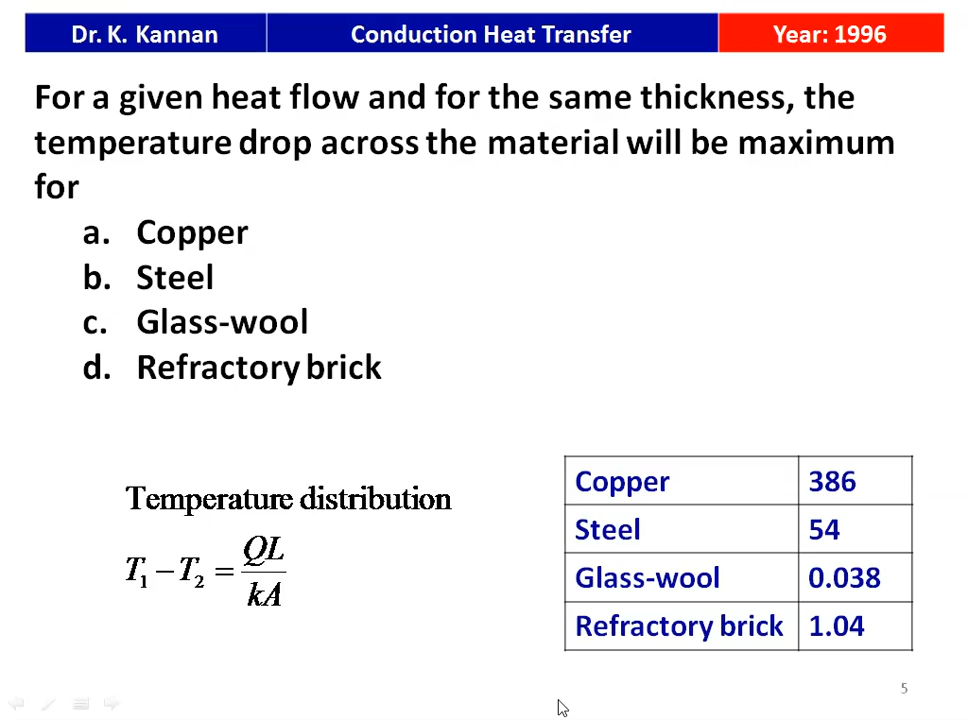 Dr. K. Kannan Conduction Heat Transfer Year: 1996
For a given heat flow and for the same thickness, the
temperature drop across the material will be maximum
for
a. Copper
b. Steel
c. Glass-wool
d. Refractory brick
Temperature distribution
T₁ − T₂ = QL / kA
Copper 386
Steel 54
Glass-wool 0.038
Refractory brick 1.04
5